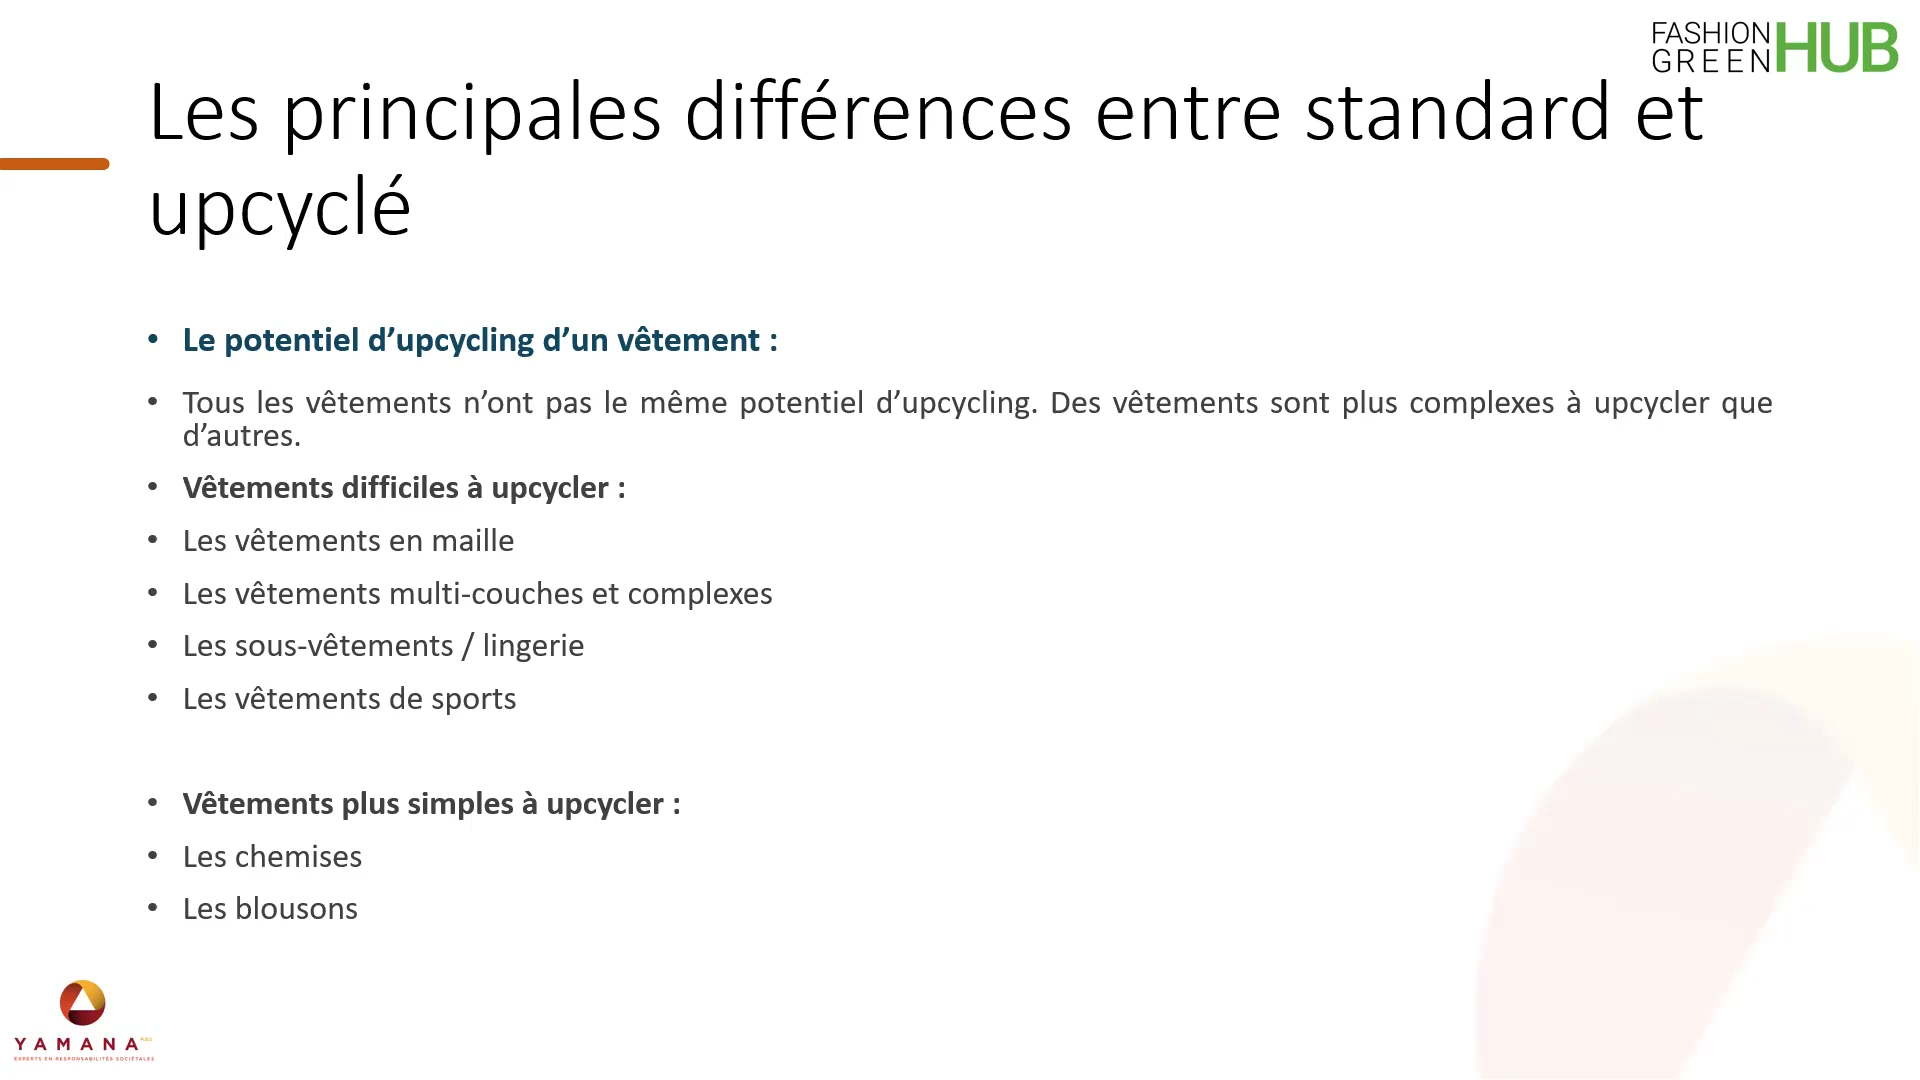 FASHION GREEN HUB
Les principales différences entre standard et
upcyclé
• Le potentiel d’upcycling d’un vêtement :
• Tous les vêtements n’ont pas le même potentiel d’upcycling. Des vêtements sont plus complexes à upcycler que
d’autres.
• Vêtements difficiles à upcycler :
• Les vêtements en maille
• Les vêtements multi-couches et complexes
• Les sous-vêtements / lingerie
• Les vêtements de sports
• Vêtements plus simples à upcycler :
• Les chemises
• Les blousons
YAMANA
EXPERTS EN RESPONSABILITÉS SOCIÉTALES